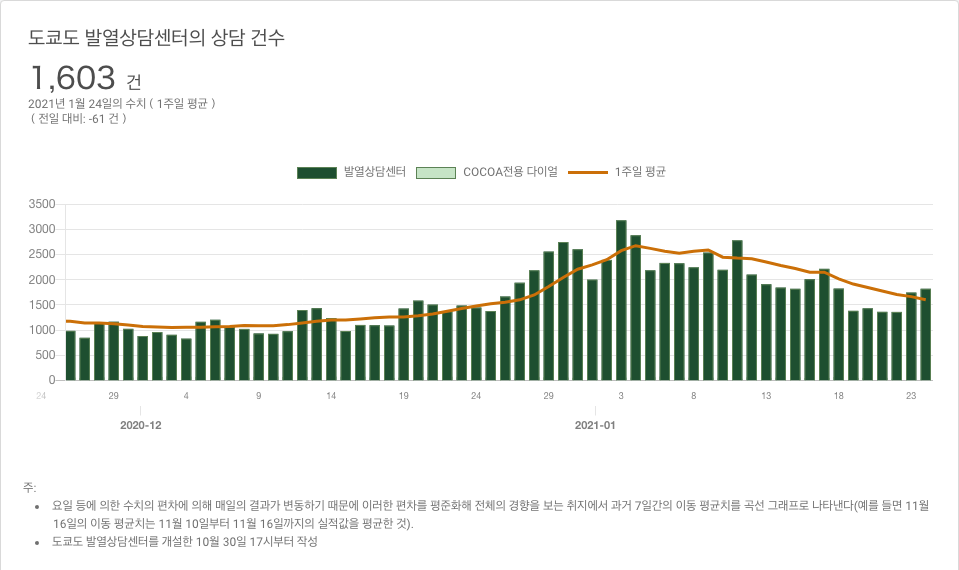 도쿄도 발열상담센터의 상담 건수
1,603 건
2021년 1월 24일의 수치 ( 1주일 평균 )
( 전일 대비: -61 건 )
발열상담센터 COCOA전용 다이얼 1주일 평균
3500
3000
2500
2000
1500
1000
500
0
24 29 4 9 14 19 24 29 3 8 13 18 23
2020-12 2021-01
주:
• 요일 등에 의한 수치의 편차에 의해 매일의 결과가 변동하기 때문에 이러한 편차를 평준화해 전체의 경향을 보는 취지에서 과거 7일간의 이동 평균치를 곡선 그래프로 나타낸다(예를 들면 11월
16일의 이동 평균치는 11월 10일부터 11월 16일까지의 실적값을 평균한 것).
• 도쿄도 발열상담센터를 개설한 10월 30일 17시부터 작성